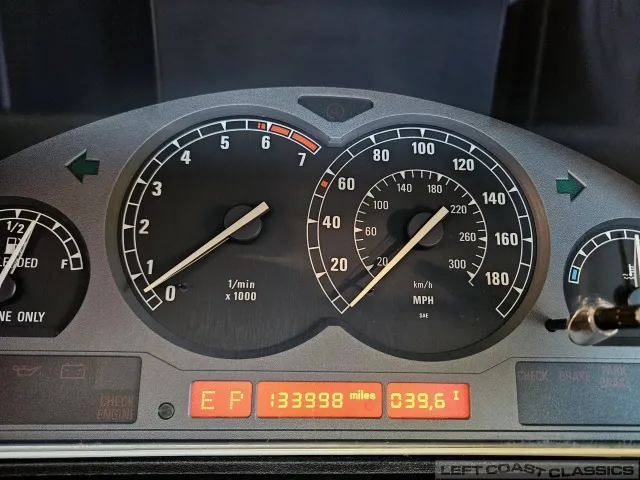 1/2
LEADED
F
NE ONLY
0 1 2 3 4 5 6 7
1/min
x 1000
20 40 60 80 100 120 140 160 180
20 60 100 140 180 220 260 300
km/h
MPH
SAE
CHECK
ENGINE
CHECK BRAKE PARK
BRAKE
E P
133998 miles
039,6 I
LEFT COAST CLASSICS